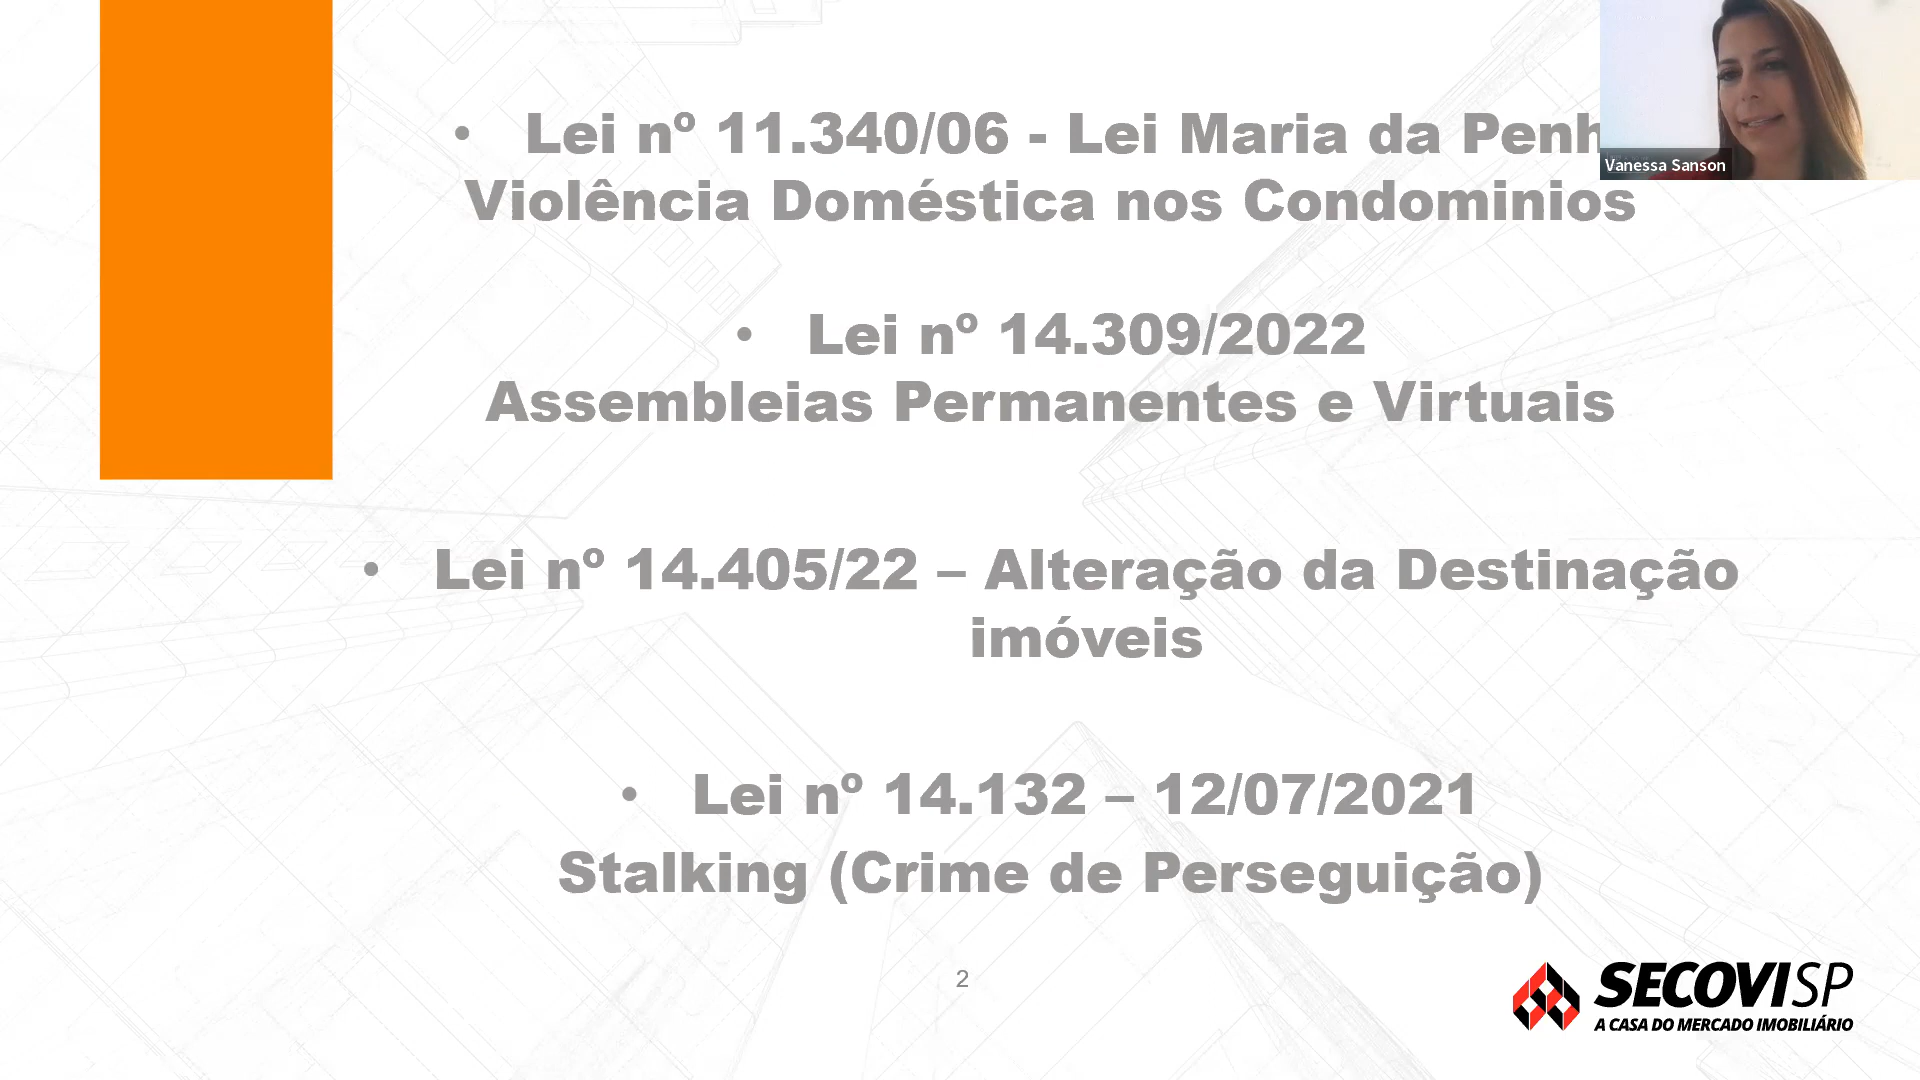 • Lei nº 11.340/06 - Lei Maria da Penh
Vanessa Sanson
Violência Doméstica nos Condominios
• Lei nº 14.309/2022
Assembleias Permanentes e Virtuais
• Lei nº 14.405/22 – Alteração da Destinação
imóveis
• Lei nº 14.132 – 12/07/2021
Stalking (Crime de Perseguição)
2
SECOVISP
A CASA DO MERCADO IMOBILIÁRIO